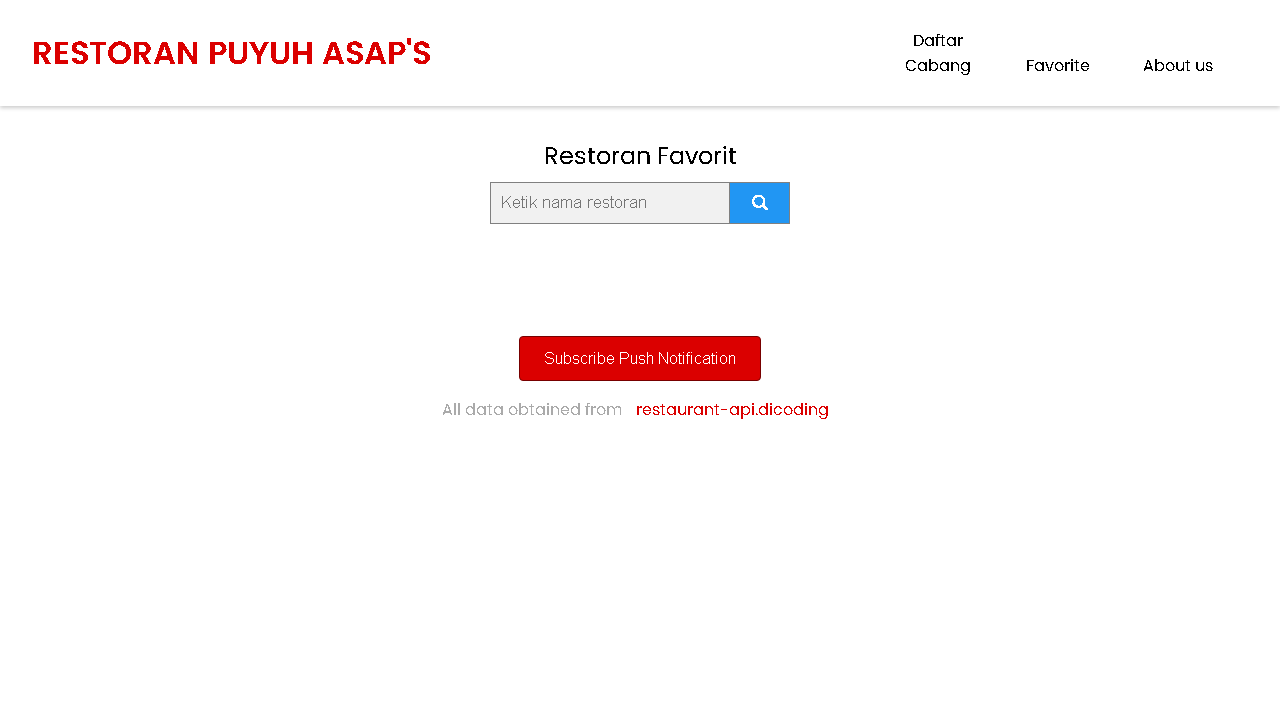 RESTORAN PUYUH ASAP'S
Daftar
Cabang
Favorite
About us
Restoran Favorit
Ketik nama restoran
Subscribe Push Notification
All data obtained from restaurant-api.dicoding